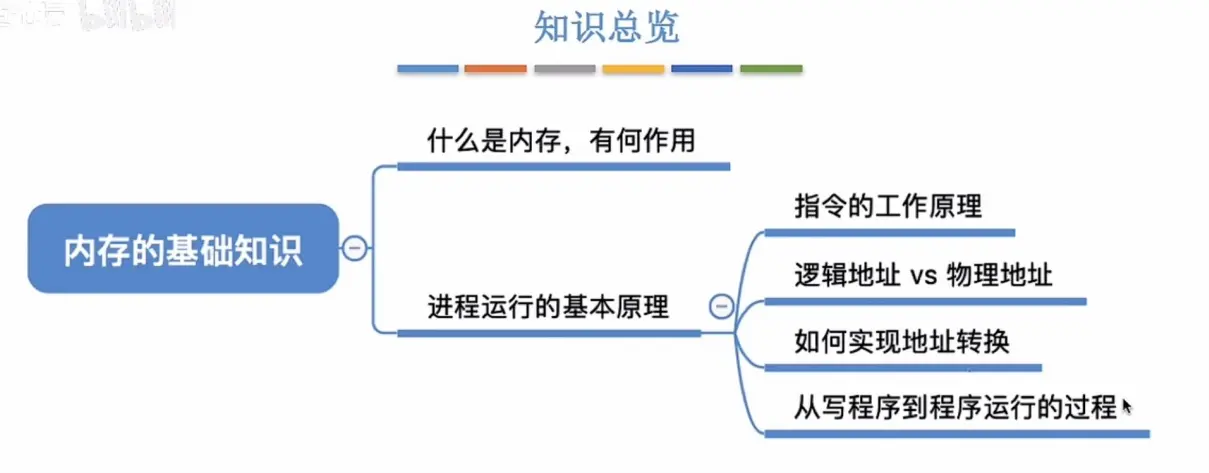 知识总览
什么是内存，有何作用
指令的工作原理
内存的基础知识
逻辑地址 vs 物理地址
进程运行的基本原理
如何实现地址转换
从写程序到程序运行的过程